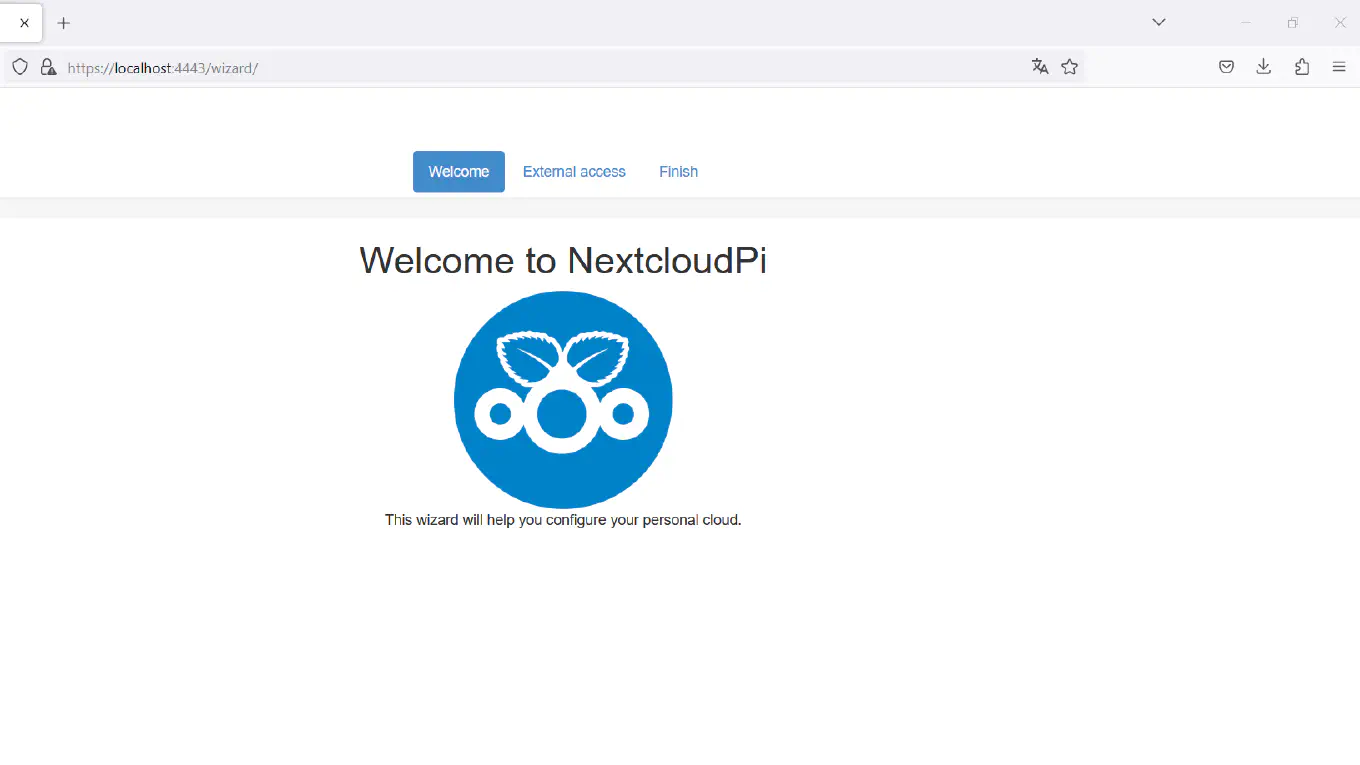 https://localhost:4443/wizard/
Welcome External access Finish
Welcome to NextcloudPi
This wizard will help you configure your personal cloud.